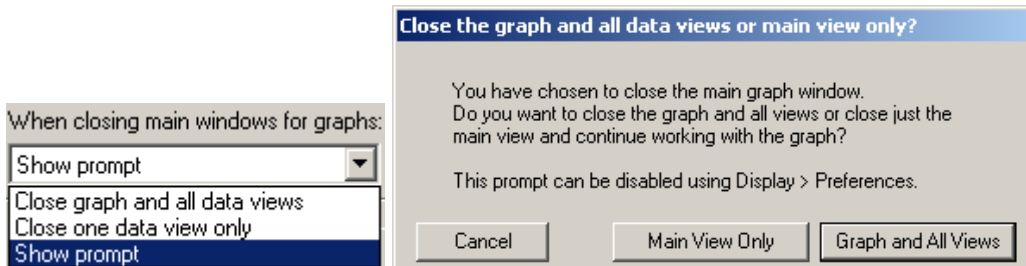 When closing main windows for graphs:
Show prompt
Close graph and all data views
Close one data view only
Show prompt
Close the graph and all data views or main view only?
You have chosen to close the main graph window.
Do you want to close the graph and all views or close just the
main view and continue working with the graph?
This prompt can be disabled using Display > Preferences.
Cancel
Main View Only
Graph and All Views